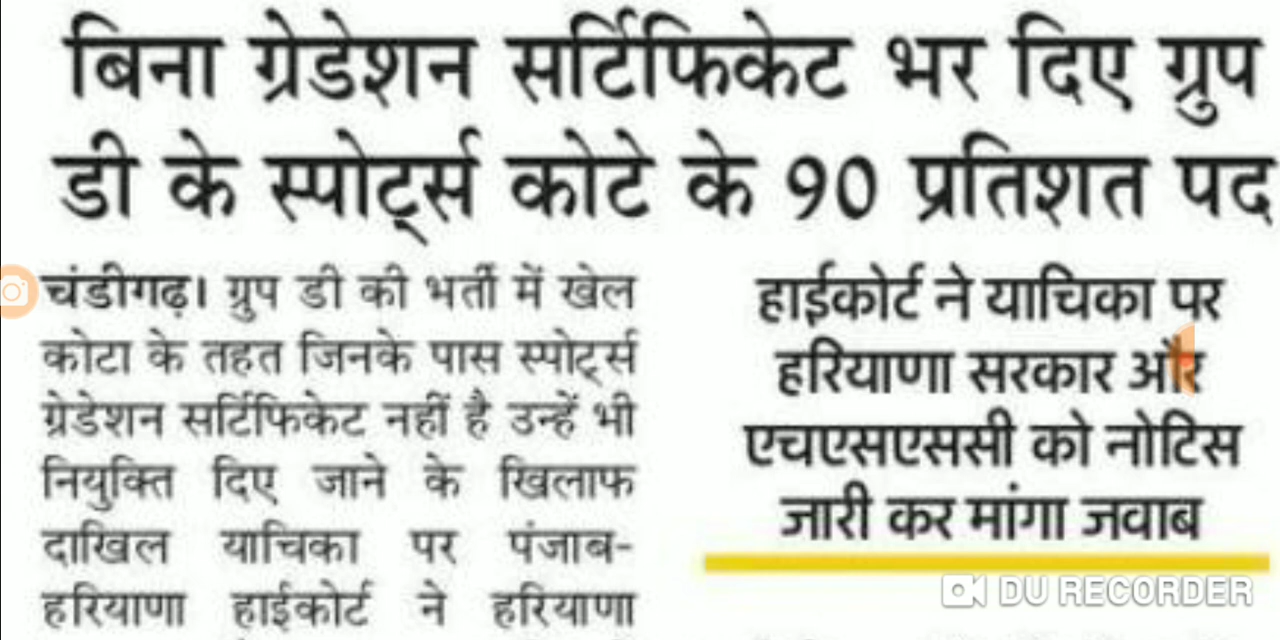 बिना ग्रेडेशन सर्टिफिकेट भर दिए ग्रुप
डी के स्पोर्ट्स कोटे के 90 प्रतिशत पद
चंडीगढ़। ग्रुप डी की भर्ती में खेल
कोटा के तहत जिनके पास स्पोर्ट्स
ग्रेडेशन सर्टिफिकेट नहीं है उन्हें भी
नियुक्ति दिए जाने के खिलाफ
दाखिल याचिका पर पंजाब-
हरियाणा हाईकोर्ट ने हरियाणा
हाईकोर्ट ने याचिका पर
हरियाणा सरकार और
एचएसएससी को नोटिस
जारी कर मांगा जवाब
DU RECORDER